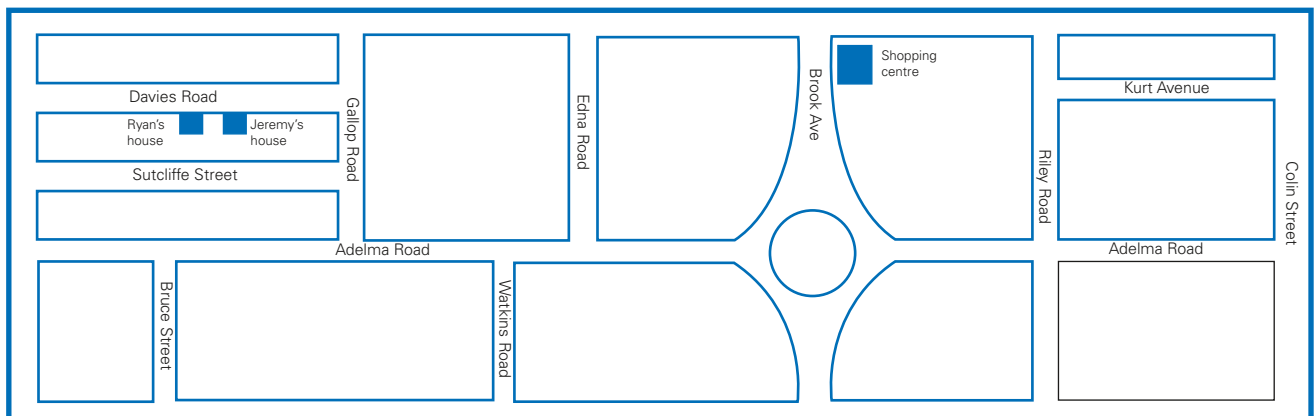 Shopping
centre
Davies Road
Kurt Avenue
Ryan's
house
Jeremy's
house
Gallop Road
Edna Road
Brook Ave
Sutcliffe Street
Riley Road
Colin Street
Adelma Road
Adelma Road
Bruce Street
Watkins Road